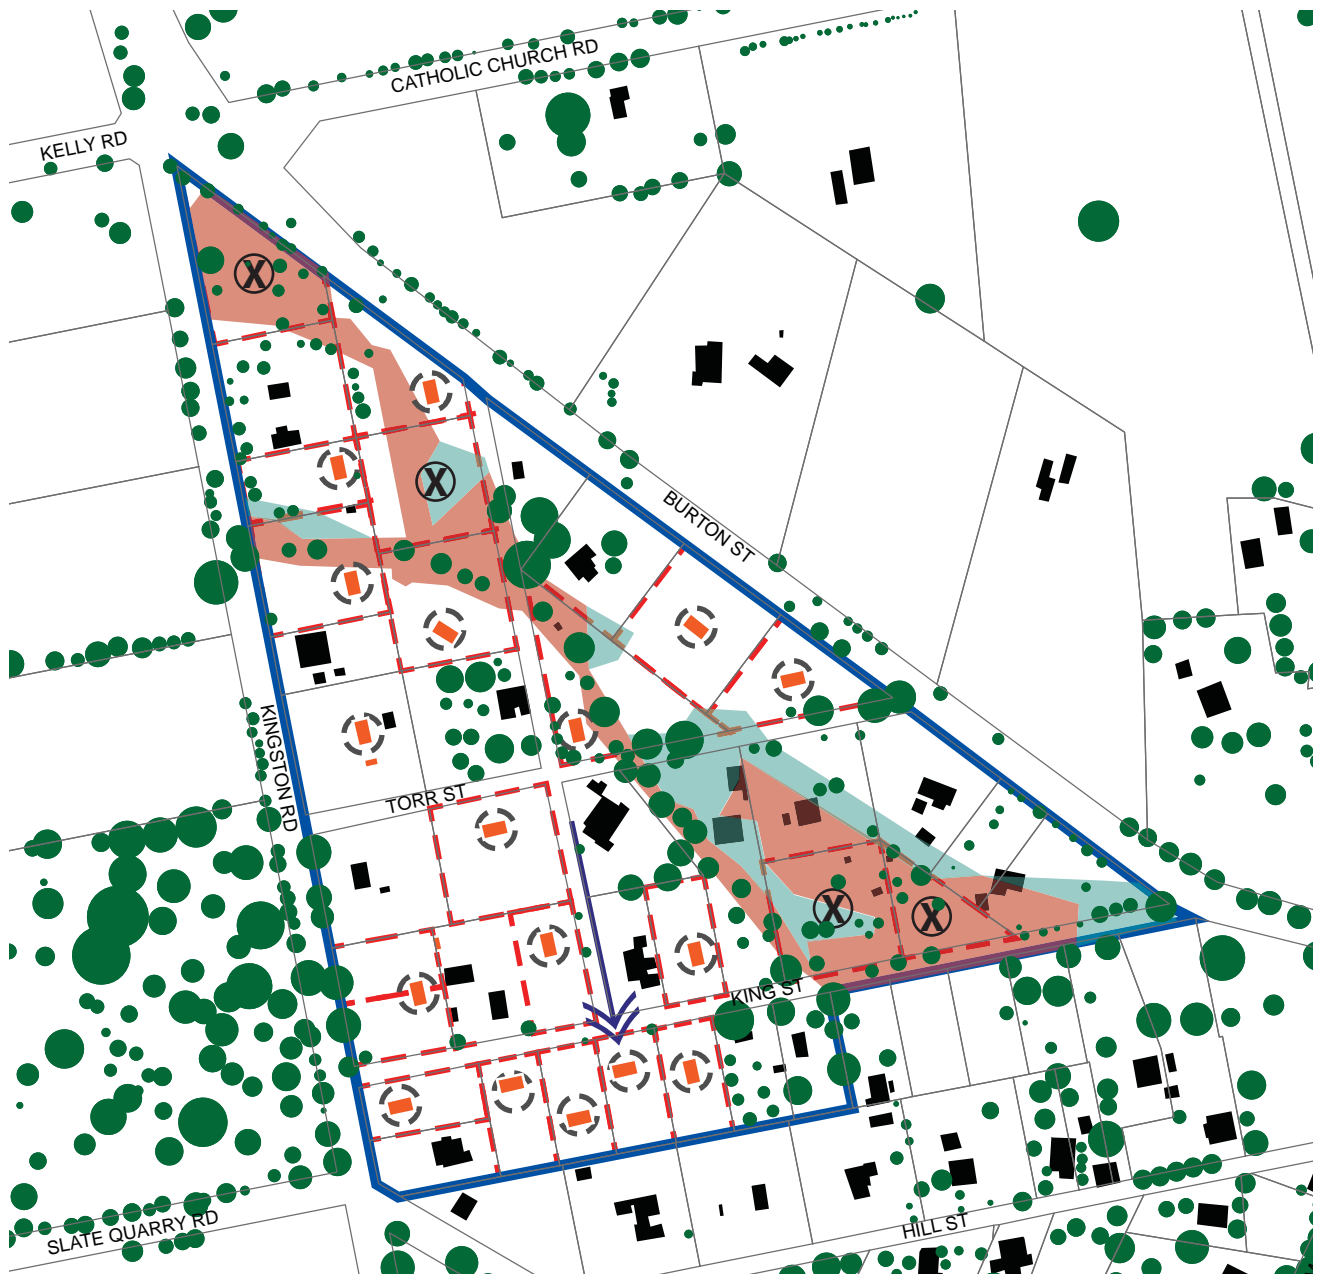 CATHOLIC CHURCH RD
KELLY RD
X
X
BURTON ST
KINGSTON RD
TORR ST
X
X
KING ST
SLATE QUARRY RD
HILL ST